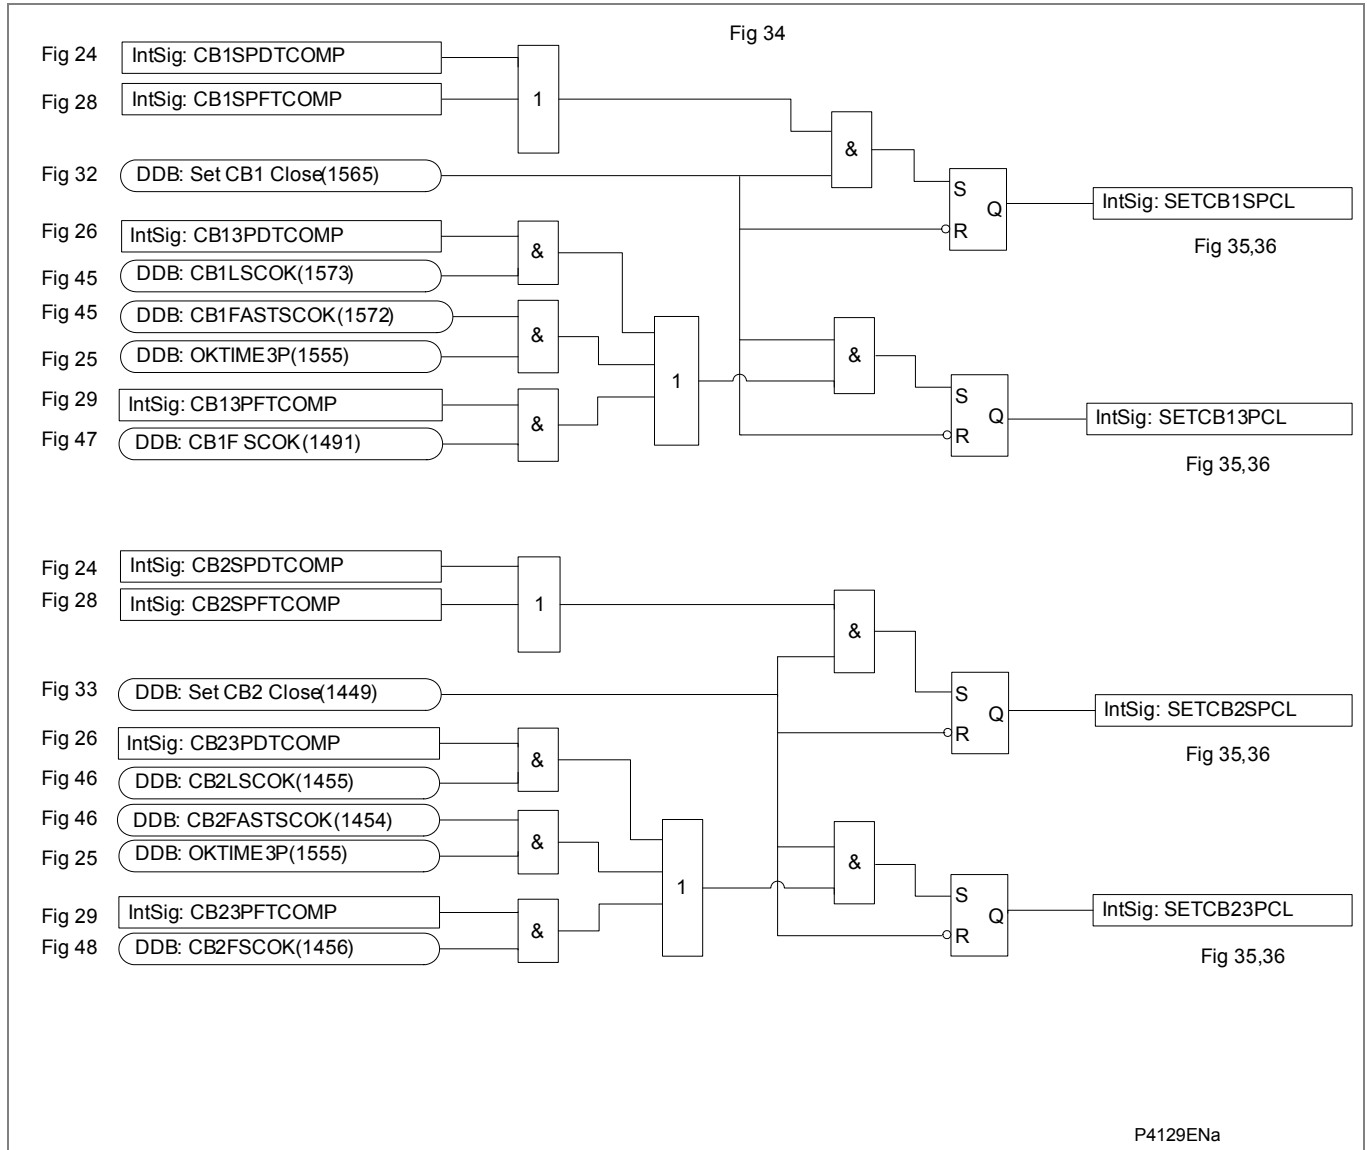 Fig 34
Fig 24 IntSig: CB1SPDTCOMP
Fig 28 IntSig: CB1SPFTCOMP
1
&
Fig 32 DDB: Set CB1 Close(1565)
S
Q
R
IntSig: SETCB1SPCL
Fig 35,36
Fig 26 IntSig: CB13PDTCOMP
&
Fig 45 DDB: CB1LSCOK(1573)
Fig 45 DDB: CB1FASTSCOK(1572)
&
Fig 25 DDB: OKTIME3P(1555)
1
&
Fig 29 IntSig: CB13PFTCOMP
&
Fig 47 DDB: CB1F SCOK(1491)
S
Q
R
IntSig: SETCB13PCL
Fig 35,36
Fig 24 IntSig: CB2SPDTCOMP
Fig 28 IntSig: CB2SPFTCOMP
1
&
Fig 33 DDB: Set CB2 Close(1449)
S
Q
R
IntSig: SETCB2SPCL
Fig 35,36
Fig 26 IntSig: CB23PDTCOMP
&
Fig 46 DDB: CB2LSCOK(1455)
Fig 46 DDB: CB2FASTSCOK(1454)
&
Fig 25 DDB: OKTIME3P(1555)
1
&
Fig 29 IntSig: CB23PFTCOMP
&
Fig 48 DDB: CB2FSCOK(1456)
S
Q
R
IntSig: SETCB23PCL
Fig 35,36
P4129ENa